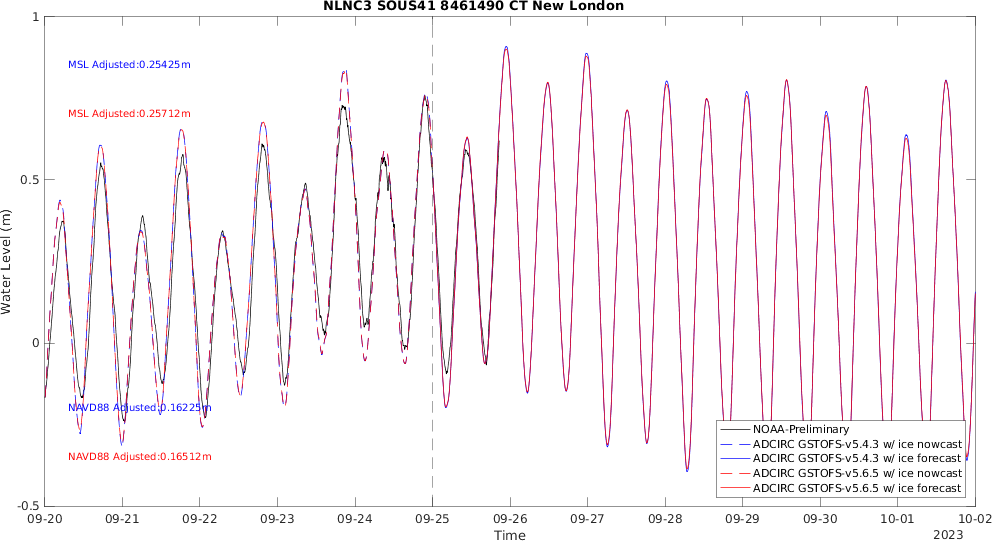 NLNC3 SOUS41 8461490 CT New London
1
0.5
0
-0.5
Water Level (m)
MSL Adjusted:0.25425m
MSL Adjusted:0.25712m
NAVD88 Adjusted:0.16225m
NAVD88 Adjusted:0.16512m
NOAA-Preliminary
ADCIRC GSTOFS-v5.4.3 w/ ice nowcast
ADCIRC GSTOFS-v5.4.3 w/ ice forecast
ADCIRC GSTOFS-v5.6.5 w/ ice nowcast
ADCIRC GSTOFS-v5.6.5 w/ ice forecast
09-20 09-21 09-22 09-23 09-24 09-25 09-26 09-27 09-28 09-29 09-30 10-01 10-02
Time
2023